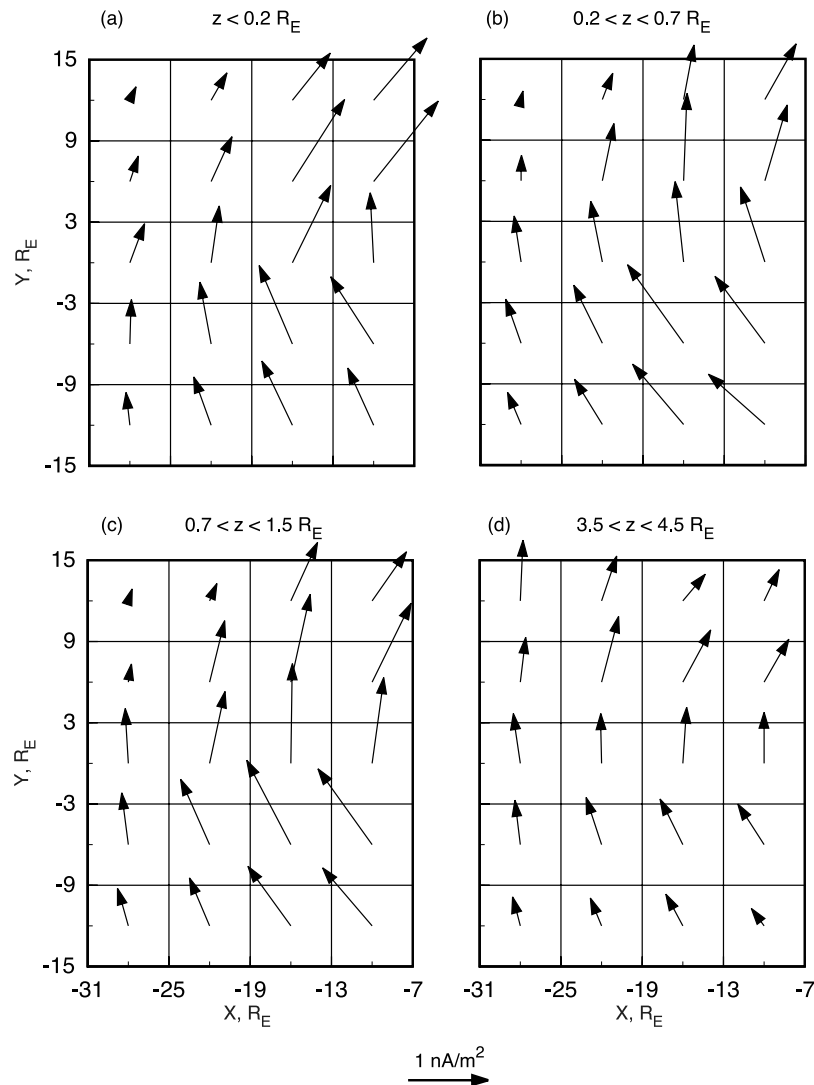 (a) z < 0.2 R_E
(b) 0.2 < z < 0.7 R_E
15
9
3
-3
-9
-15
Y, R_E
(c) 0.7 < z < 1.5 R_E
(d) 3.5 < z < 4.5 R_E
15
9
3
-3
-9
-15
Y, R_E
-31 -25 -19 -13 -7
-31 -25 -19 -13 -7
X, R_E
X, R_E
1 nA/m²